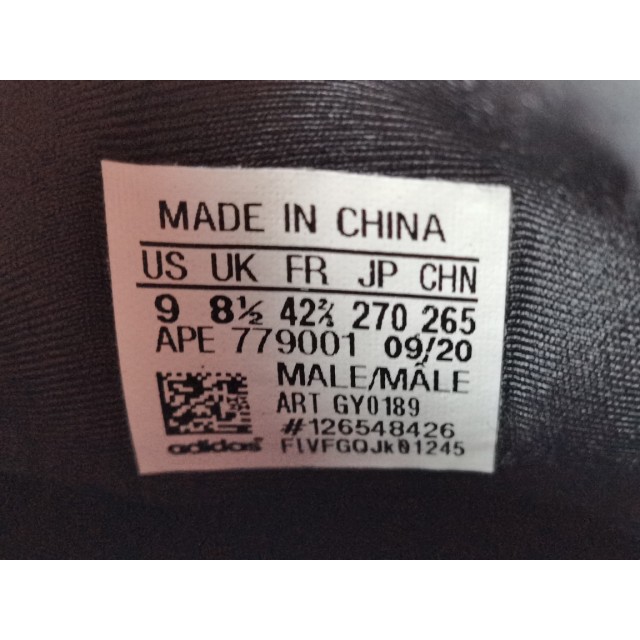 MADE IN CHINA
US UK FR JP CHN
9 8½ 42⅔ 270 265
APE 779001 09/20
MALE/MÂLE
ART GY0189
#126548426
adidas FlVFGQJk01245